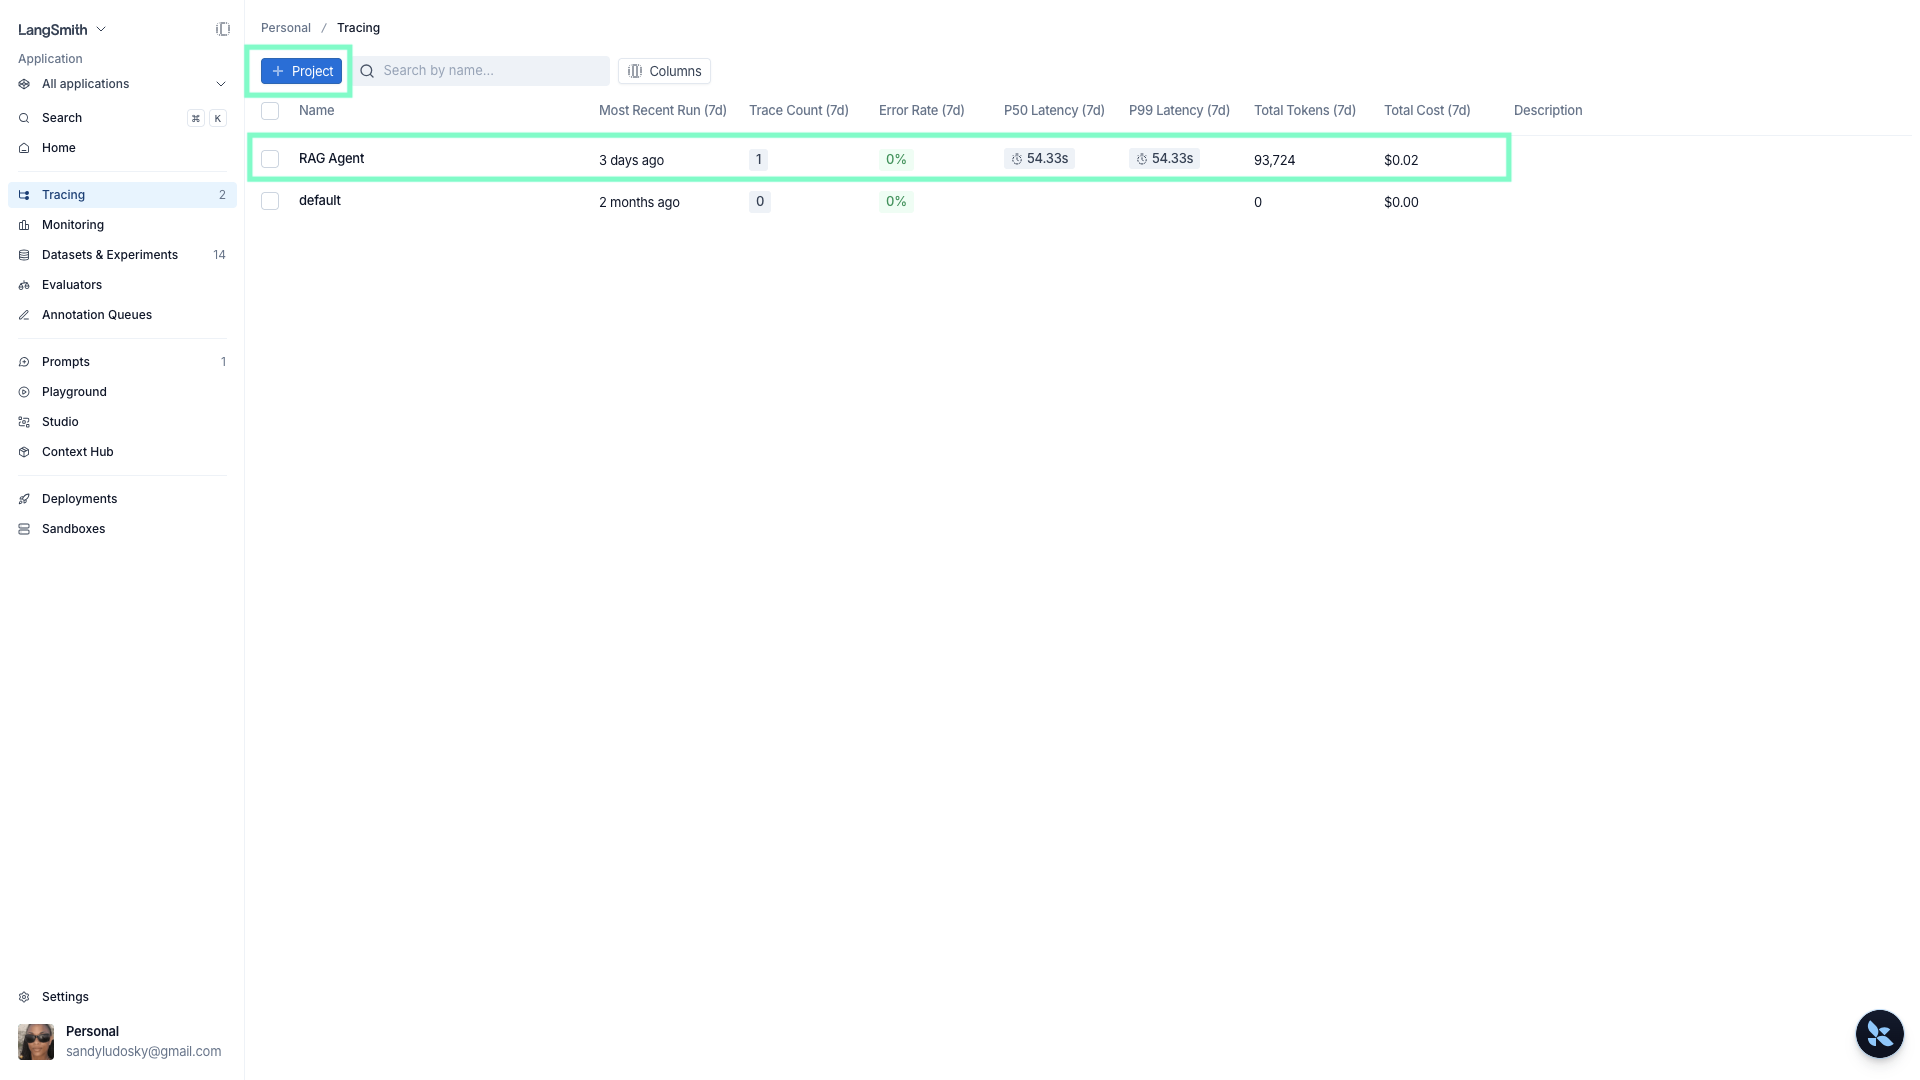 LangSmith
Application
All applications
Search ⌘ K
Home
Tracing 2
Monitoring
Datasets & Experiments 14
Evaluators
Annotation Queues
Prompts 1
Playground
Studio
Context Hub
Deployments
Sandboxes
Settings
Personal
sandyludosky@gmail.com
Personal / Tracing
+ Project Search by name... Columns
Name Most Recent Run (7d) Trace Count (7d) Error Rate (7d) P50 Latency (7d) P99 Latency (7d) Total Tokens (7d) Total Cost (7d) Description
RAG Agent 3 days ago 1 0% 54.33s 54.33s 93,724 $0.02
default 2 months ago 0 0% 0 $0.00